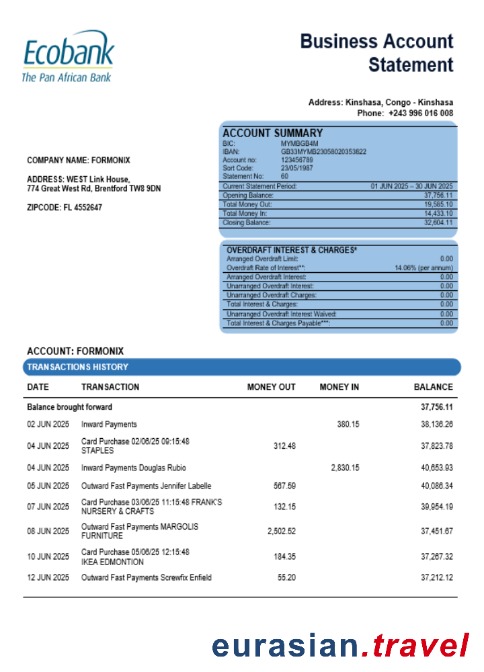 Ecobank
The Pan African Bank
Business Account
Statement
Address: Kinshasa, Congo - Kinshasa
Phone: +243 996 016 008
COMPANY NAME: FORMONIX
ADDRESS: WEST Link House,
774 Great West Rd, Brentford TW8 9DN
ZIPCODE: FL 4552647
ACCOUNT SUMMARY
BIC: MYMBGB4M
IBAN: GB33MYMB23058020353822
Account no: 123456789
Sort Code: 23/05/1987
Statement No: 60
Current Statement Period: 01 JUN 2025 – 30 JUN 2025
Opening Balance: 37,756.11
Total Money Out: 19,585.10
Total Money In: 14,433.10
Closing Balance: 32,604.11
OVERDRAFT INTEREST & CHARGES*
Arranged Overdraft Limit: 0.00
Overdraft Rate of Interest**: 14.06% (per annum)
Arranged Overdraft Interest: 0.00
Unarranged Overdraft Interest: 0.00
Unarranged Overdraft Charges: 0.00
Total Interest & Charges: 0.00
Unarranged Overdraft Interest Waived: 0.00
Total Interest & Charges Payable***: 0.00
ACCOUNT: FORMONIX
TRANSACTIONS HISTORY
DATE TRANSACTION MONEY OUT MONEY IN BALANCE
Balance brought forward 37,756.11
02 JUN 2025 Inward Payments 380.15 38,136.26
04 JUN 2025 Card Purchase 02/06/25 09:15:48 STAPLES 312.48 37,823.78
04 JUN 2025 Inward Payments Douglas Rubio 2,830.15 40,653.93
05 JUN 2025 Outward Fast Payments Jennifer Labelle 567.59 40,086.34
07 JUN 2025 Card Purchase 03/06/25 11:15:48 FRANK'S NURSERY & CRAFTS 132.15 39,954.19
08 JUN 2025 Outward Fast Payments MARGOLIS FURNITURE 2,502.52 37,451.67
10 JUN 2025 Card Purchase 05/06/25 12:15:48 IKEA EDMONTION 184.35 37,267.32
12 JUN 2025 Outward Fast Payments Screwfix Enfield 55.20 37,212.12
eurasian.travel